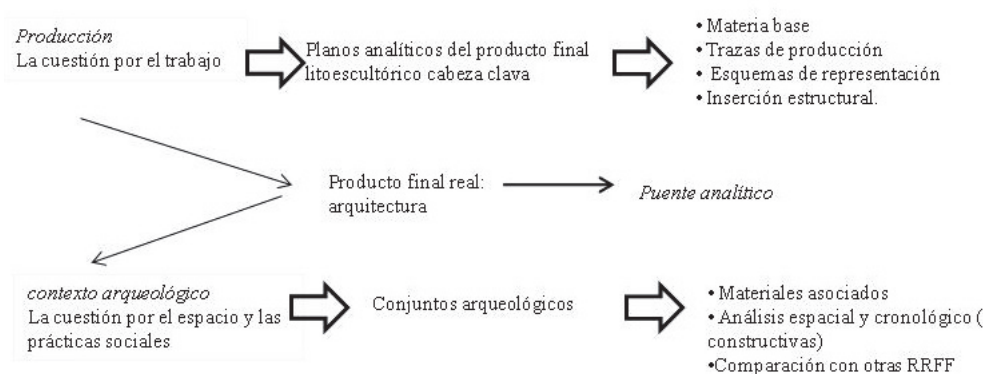 Producción
La cuestión por el trabajo
Planos analíticos del producto final
litoescultórico cabeza clava
• Materia base
• Trazas de producción
• Esquemas de representación
• Inserción estructural.
Producto final real:
arquitectura
Puente analítico
contexto arqueológico
La cuestión por el espacio y las
prácticas sociales
Conjuntos arqueológicos
• Materiales asociados
• Análisis espacial y cronológico (
constructivas)
•Comparación con otras RRFF